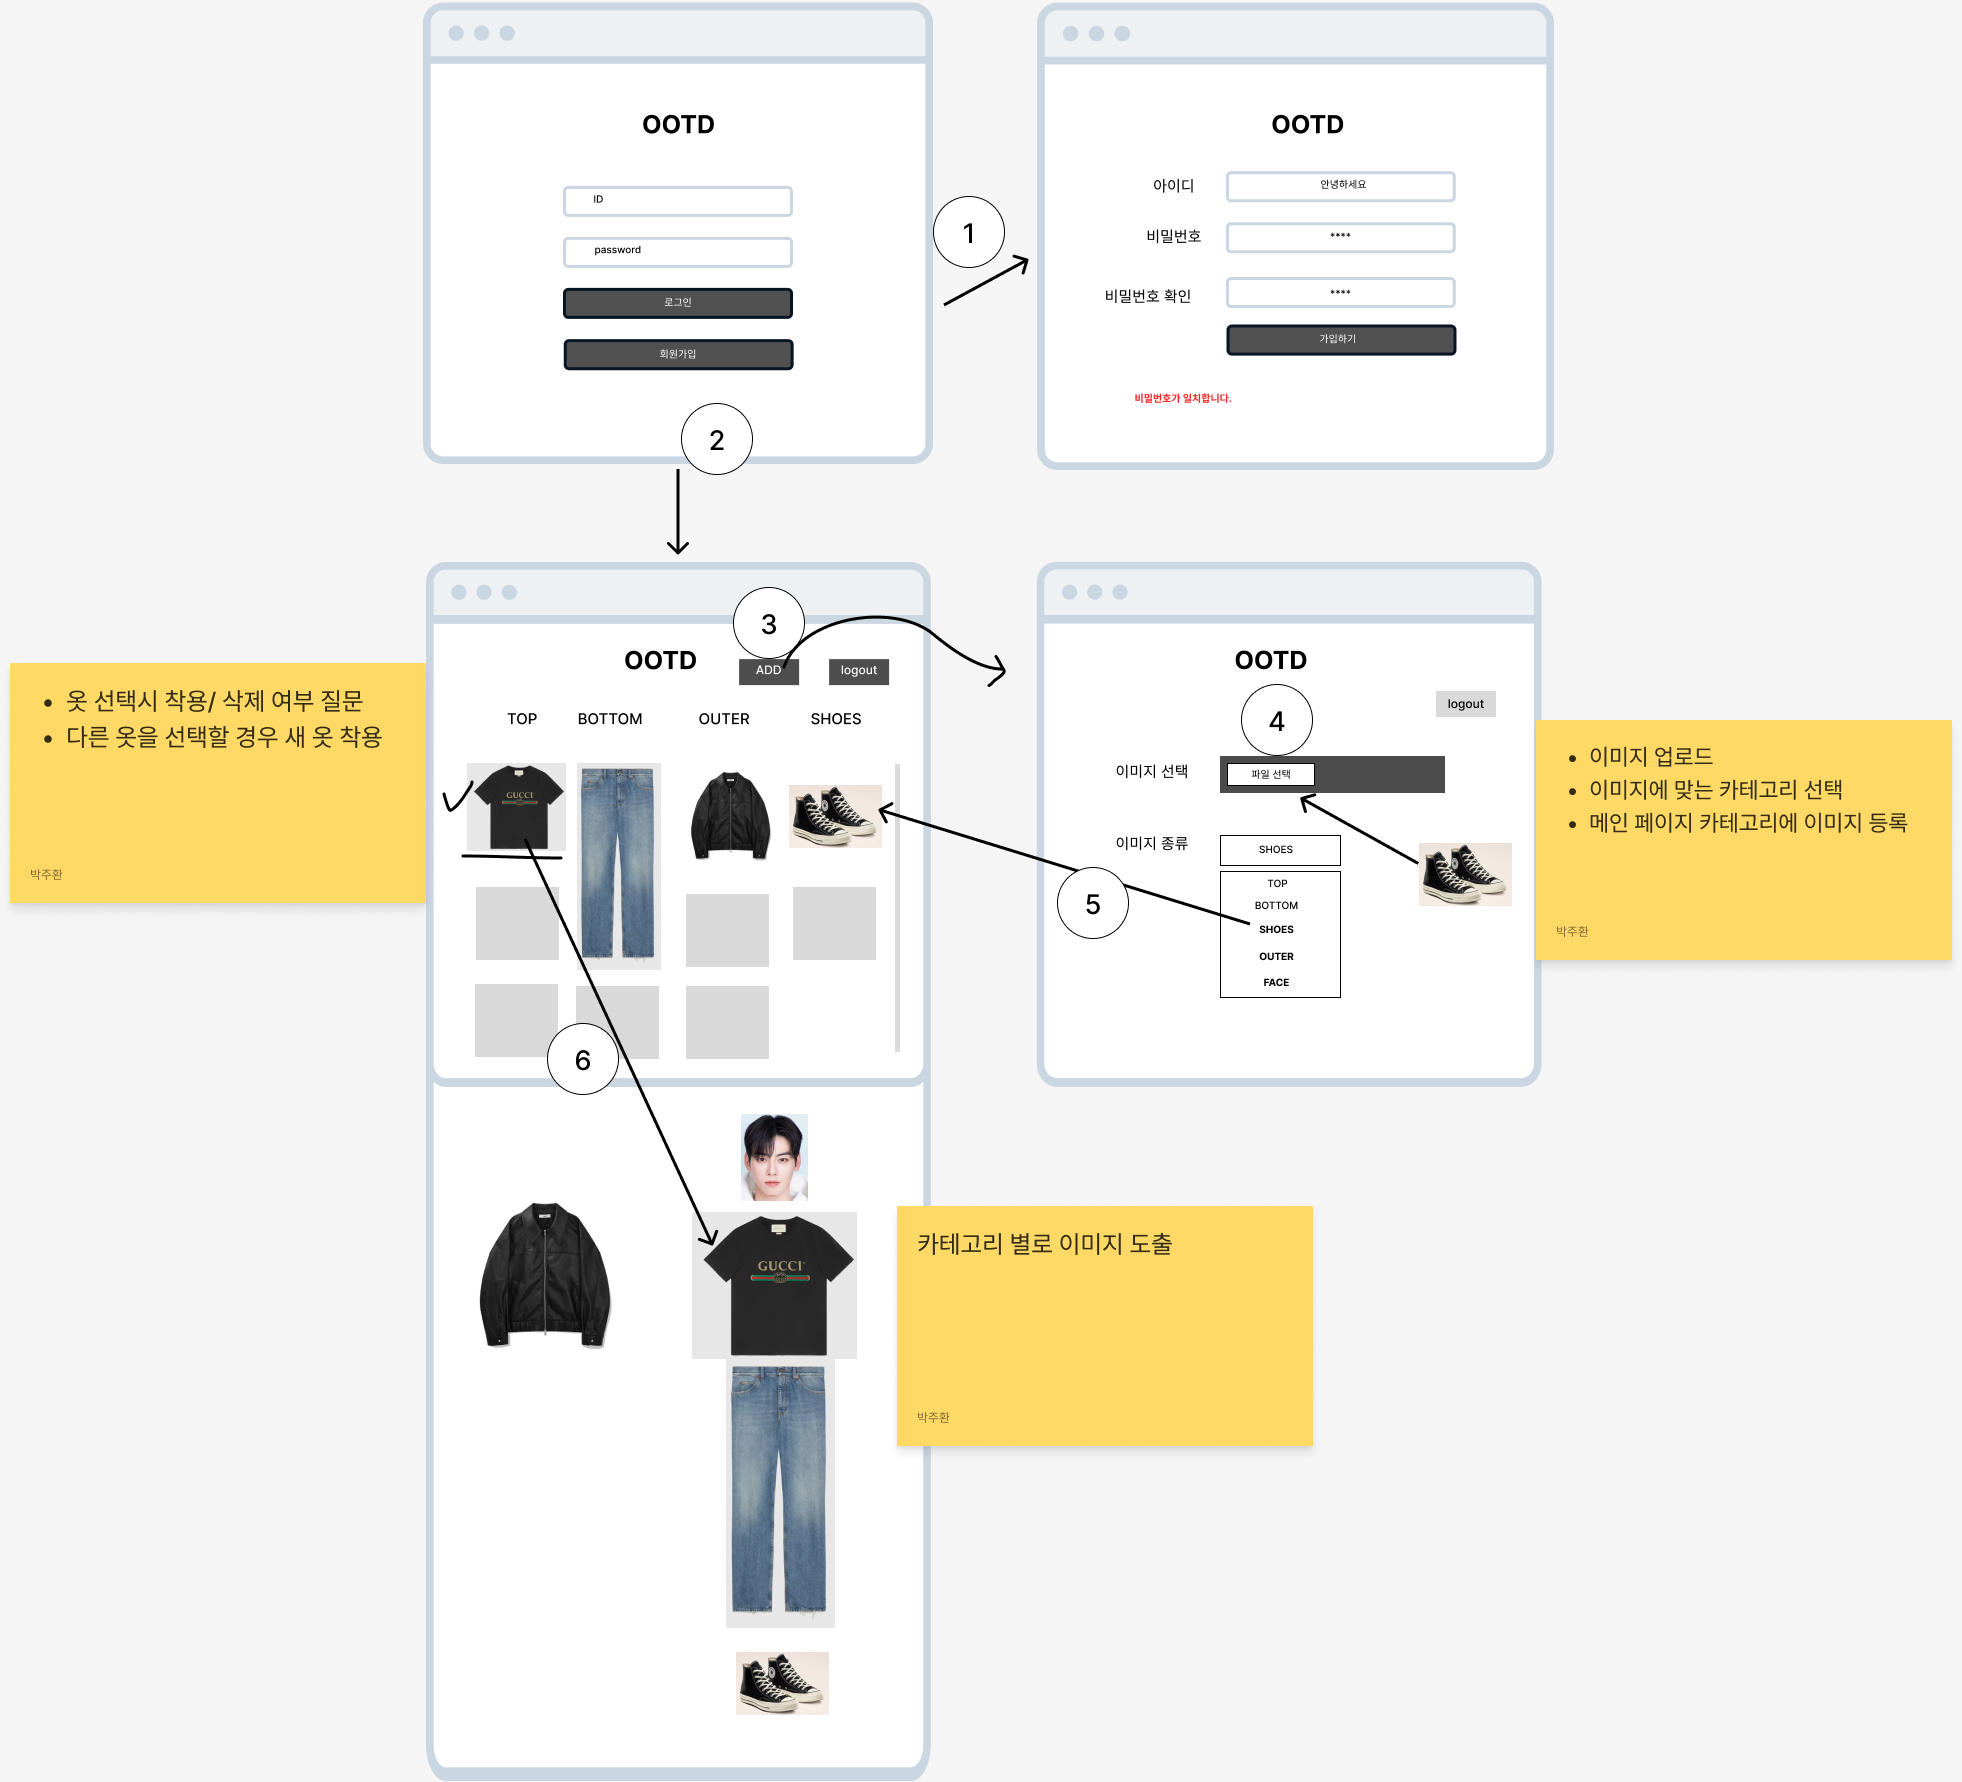 OOTD
ID
password
로그인
회원가입
1
OOTD
아이디
안녕하세요
비밀번호
****
비밀번호 확인
****
가입하기
비밀번호가 일치합니다.
2
3
OOTD
ADD
logout
TOP
BOTTOM
OUTER
SHOES
GUCCI
• 옷 선택시 착용/ 삭제 여부 질문
• 다른 옷을 선택할 경우 새 옷 착용
박주환
OOTD
4
logout
이미지 선택
파일 선택
이미지 종류
SHOES
TOP
BOTTOM
SHOES
OUTER
FACE
5
• 이미지 업로드
• 이미지에 맞는 카테고리 선택
• 메인 페이지 카테고리에 이미지 등록
박주환
6
GUCCI
카테고리 별로 이미지 도출
박주환